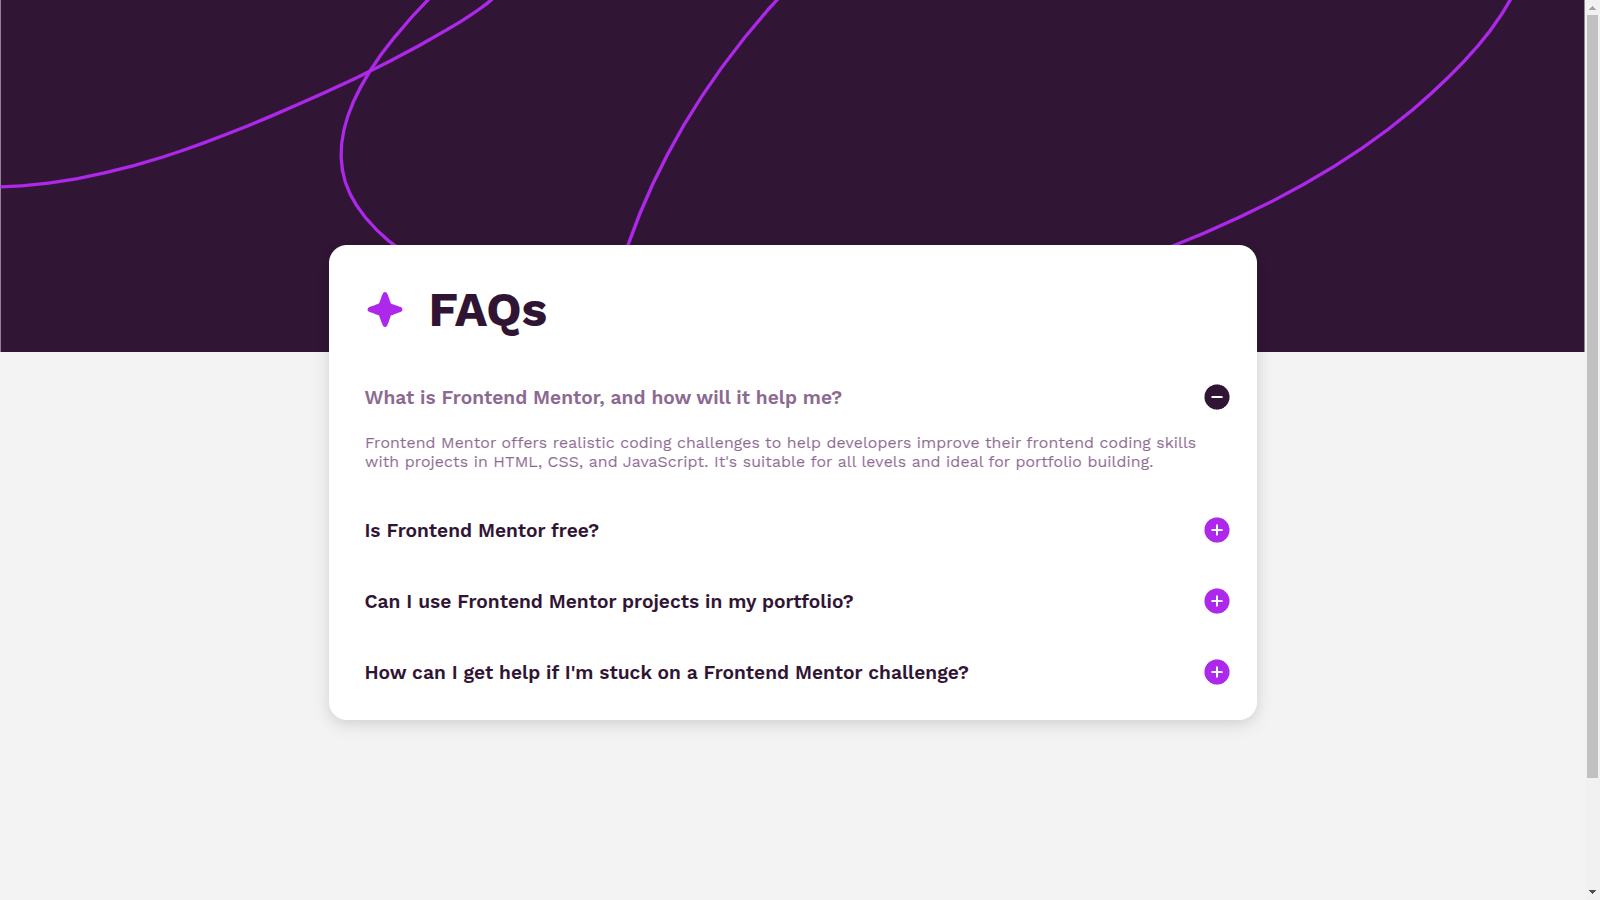 FAQs
What is Frontend Mentor, and how will it help me?
Frontend Mentor offers realistic coding challenges to help developers improve their frontend coding skills
with projects in HTML, CSS, and JavaScript. It's suitable for all levels and ideal for portfolio building.
Is Frontend Mentor free?
Can I use Frontend Mentor projects in my portfolio?
How can I get help if I'm stuck on a Frontend Mentor challenge?